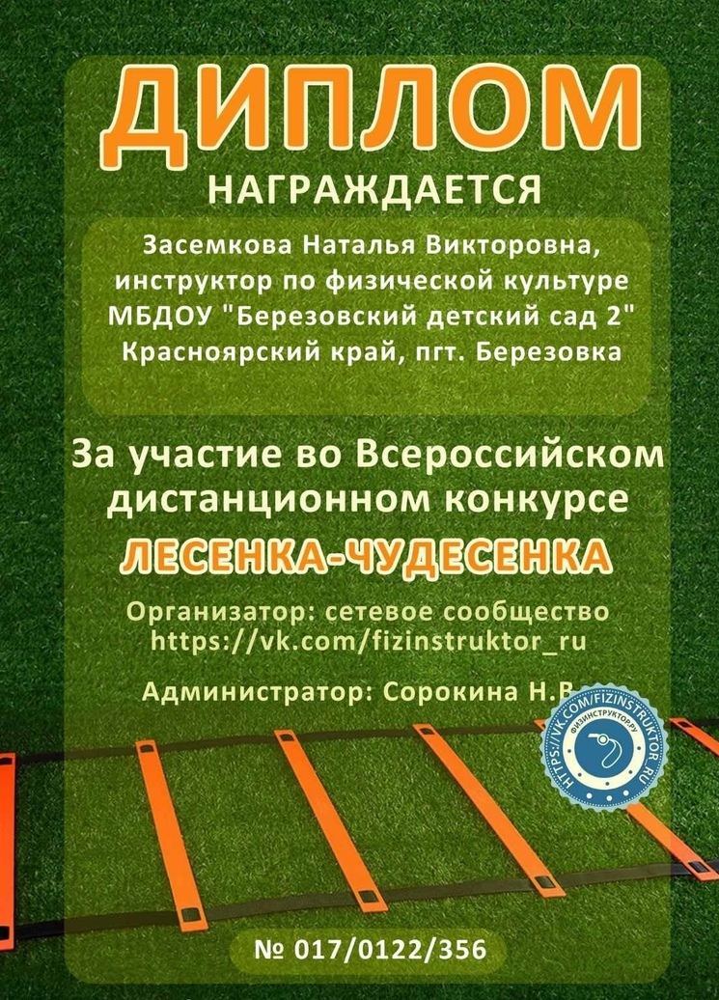 ДИПЛОМ
НАГРАЖДАЕТСЯ
Засемкова Наталья Викторовна,
инструктор по физической культуре
МБДОУ "Березовский детский сад 2"
Красноярский край, пгт. Березовка
За участие во Всероссийском
дистанционном конкурсе
ЛЕСЕНКА-ЧУДЕСЕНКА
Организатор: сетевое сообщество
https://vk.com/fizinstruktor_ru
Администратор: Сорокина Н.В
HTTPS://VK.COM/FIZINSTRUKTOR_RU
ФИЗИНСТРУКТОР.РУ
№ 017/0122/356